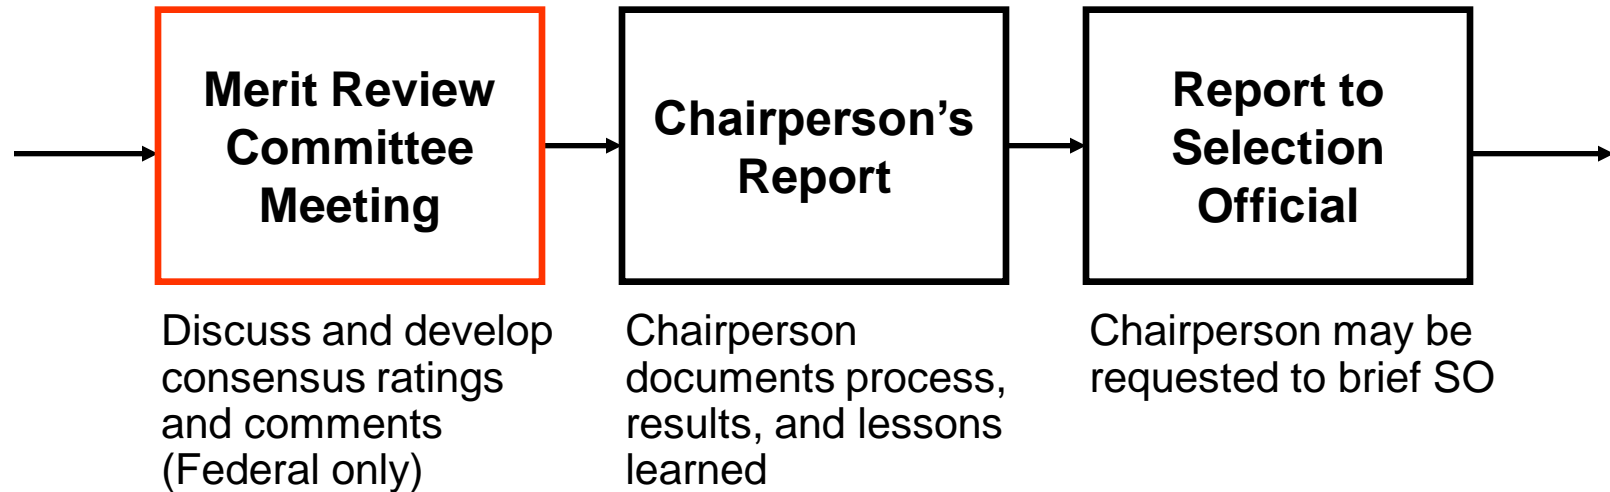 Merit Review
Committee
Meeting
Chairperson’s
Report
Report to
Selection
Official
Discuss and develop
consensus ratings
and comments
(Federal only)
Chairperson
documents process,
results, and lessons
learned
Chairperson may be
requested to brief SO